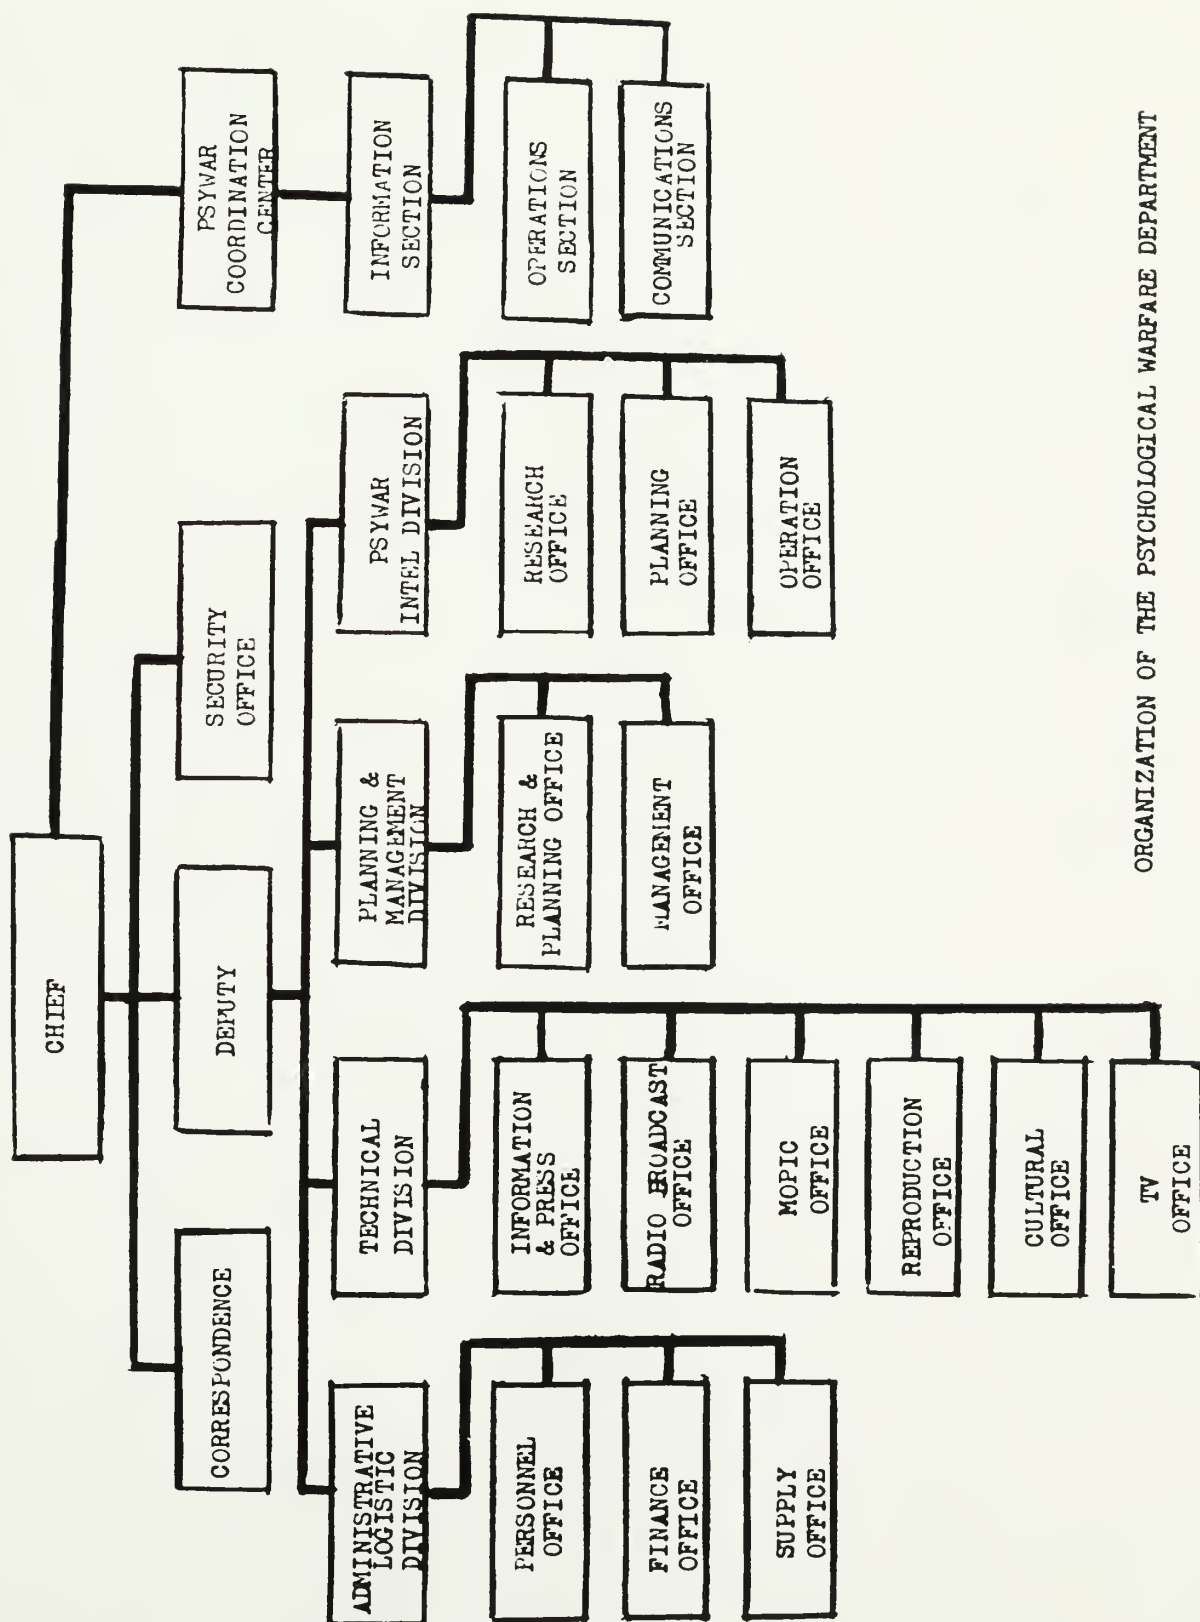 CHIEF
CORRESPONDENCE
DEPUTY
SECURITY
OFFICE
PSYWAR
COORDINATION
CENTER
ADMINISTRATIVE
LOGISTIC
DIVISION
TECHNICAL
DIVISION
PLANNING &
MANAGEMENT
DIVISION
PSYWAR
INTEL DIVISION
INFORMATION
SECTION
PERSONNEL
OFFICE
INFORMATION
& PRESS
OFFICE
RESEARCH &
PLANNING OFFICE
RESEARCH
OFFICE
OPERATIONS
SECTION
FINANCE
OFFICE
RADIO BROADCAST
OFFICE
MANAGEMENT
OFFICE
PLANNING
OFFICE
COMMUNICATIONS
SECTION
SUPPLY
OFFICE
MOPIC
OFFICE
OPERATION
OFFICE
REPRODUCTION
OFFICE
CULTURAL
OFFICE
TV
OFFICE
ORGANIZATION OF THE PSYCHOLOGICAL WARFARE DEPARTMENT